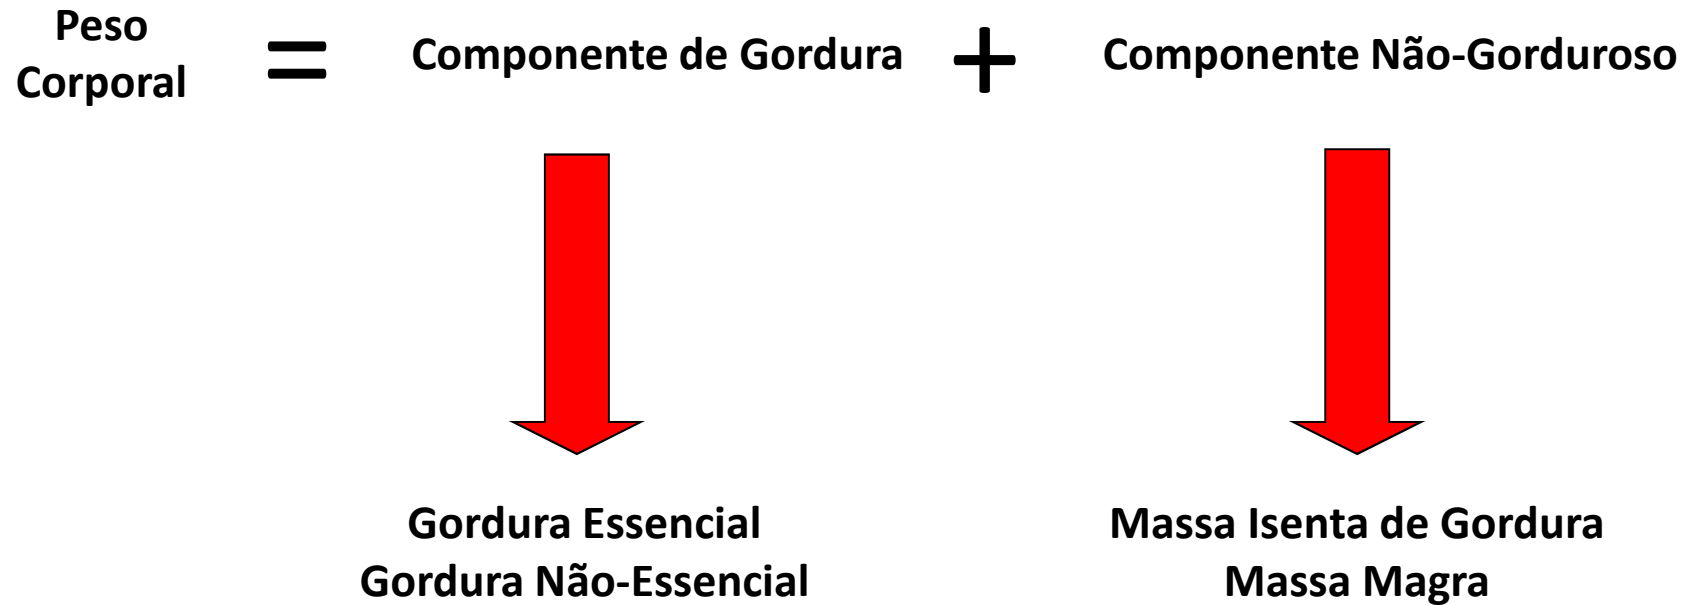 Peso
Corporal
=
Componente de Gordura
+
Componente Não-Gorduroso
Gordura Essencial
Gordura Não-Essencial
Massa Isenta de Gordura
Massa Magra